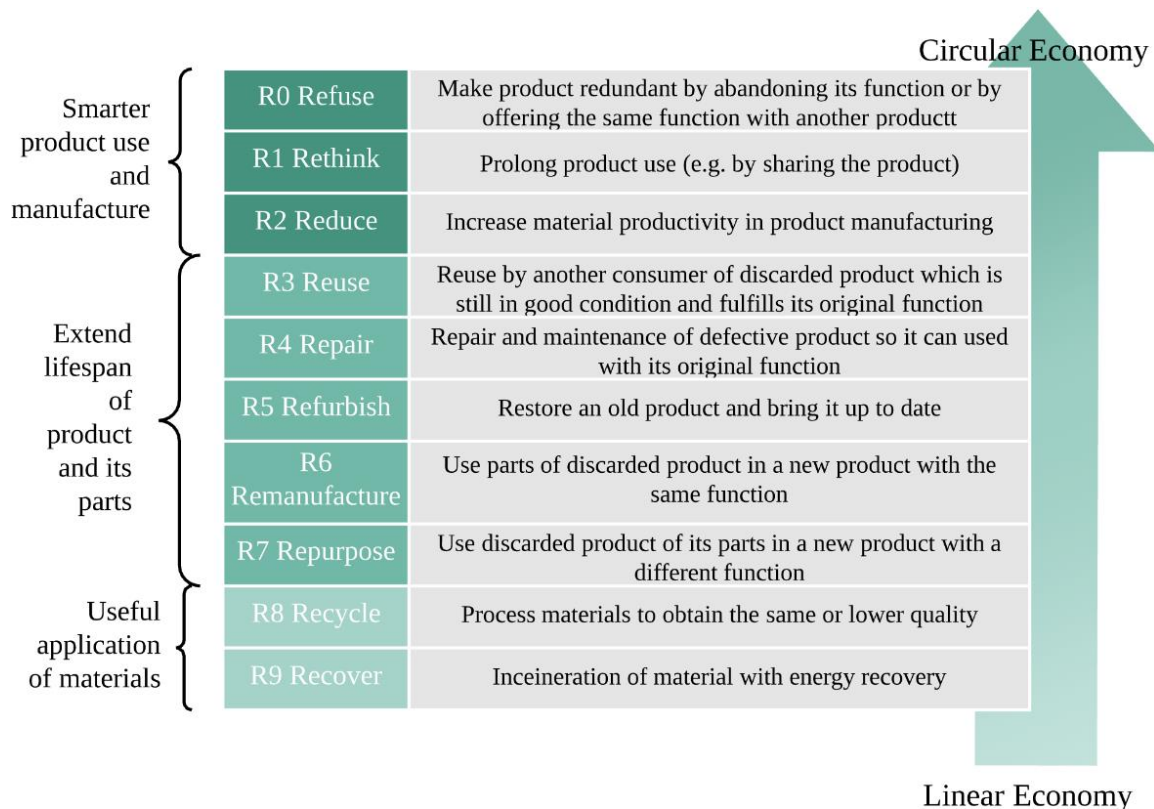 Circular Economy
Smarter
product use
and
manufacture
R0 Refuse
Make product redundant by abandoning its function or by
offering the same function with another productt
R1 Rethink
Prolong product use (e.g. by sharing the product)
R2 Reduce
Increase material productivity in product manufacturing
Extend
lifespan
of
product
and its
parts
R3 Reuse
Reuse by another consumer of discarded product which is
still in good condition and fulfills its original function
R4 Repair
Repair and maintenance of defective product so it can used
with its original function
R5 Refurbish
Restore an old product and bring it up to date
R6
Remanufacture
Use parts of discarded product in a new product with the
same function
R7 Repurpose
Use discarded product of its parts in a new product with a
different function
Useful
application
of materials
R8 Recycle
Process materials to obtain the same or lower quality
R9 Recover
Inceineration of material with energy recovery
Linear Economy